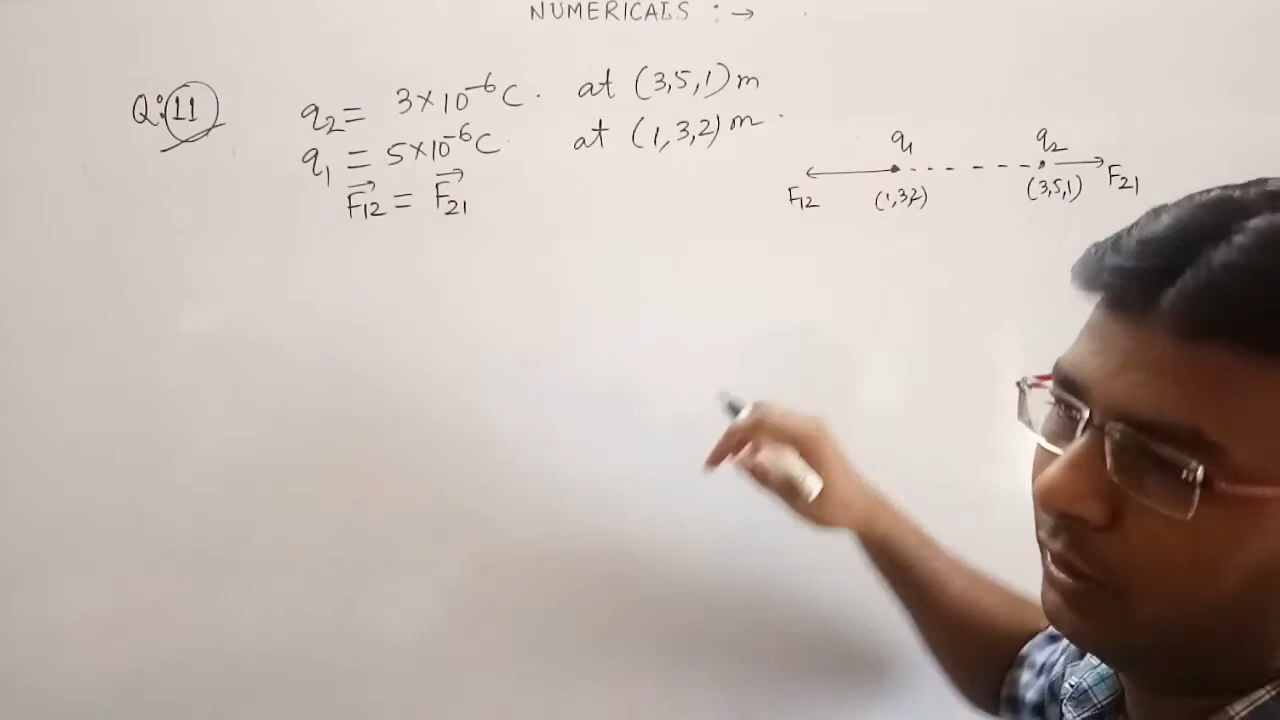 NUMERICALS : →
Q:11
q₂ = 3×10⁻⁶ C. at (3,5,1) m
q₁ = 5×10⁻⁶ C at (1,3,2) m.
F₁₂⃗ = F₂₁⃗
q₁ q₂
F₁₂ (1,3,2) (3,5,1) F₂₁